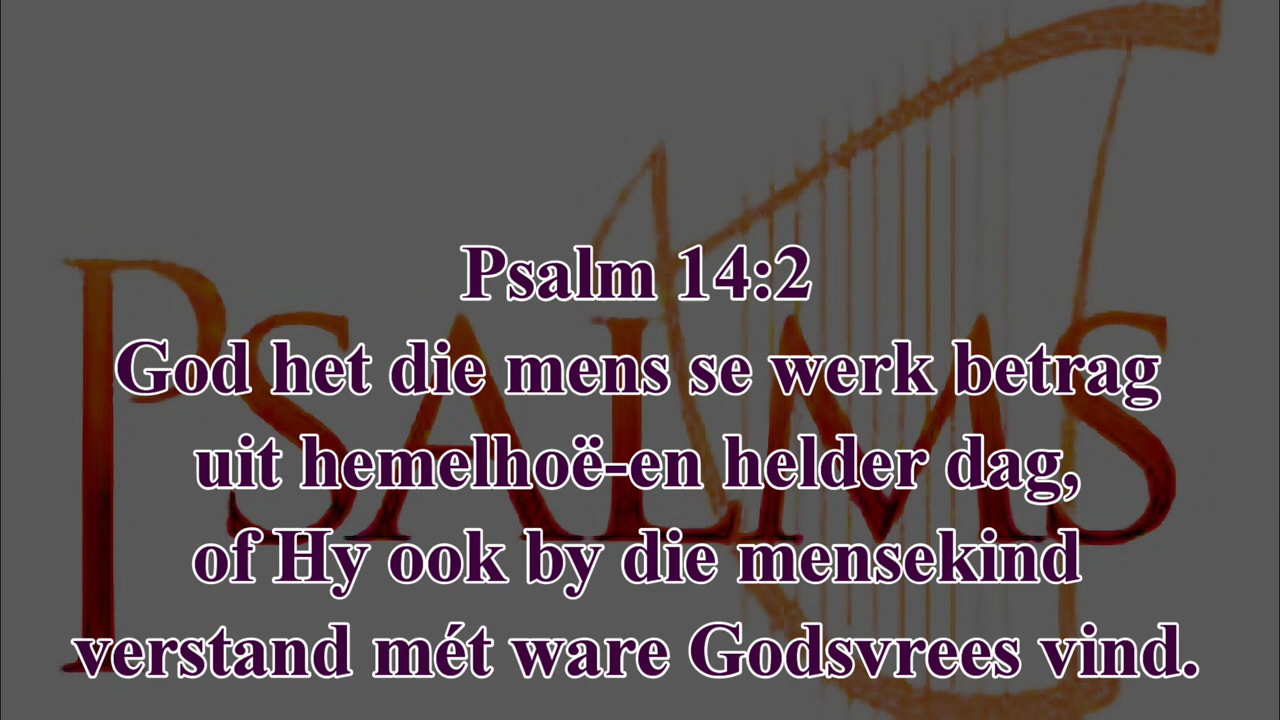 PSALMS
Psalm 14:2
God het die mens se werk betrag
uit hemelhoë-en helder dag,
of Hy ook by die mensekind
verstand mét ware Godsvrees vind.